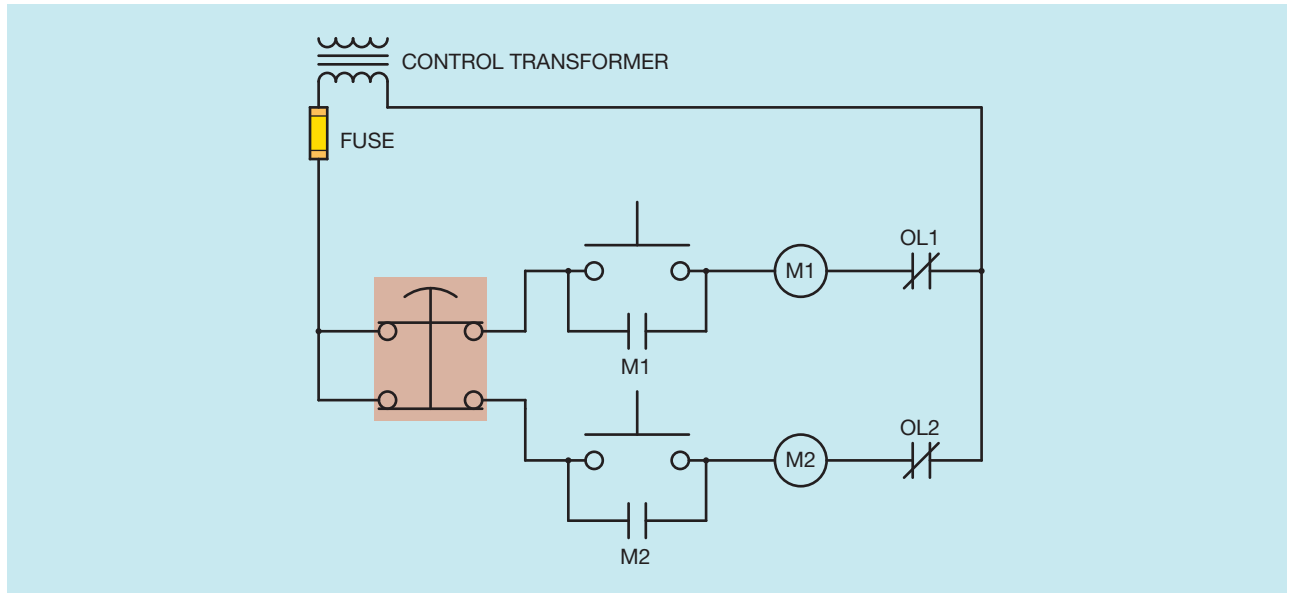 CONTROL TRANSFORMER
FUSE
OL1
M1
M1
OL2
M2
M2